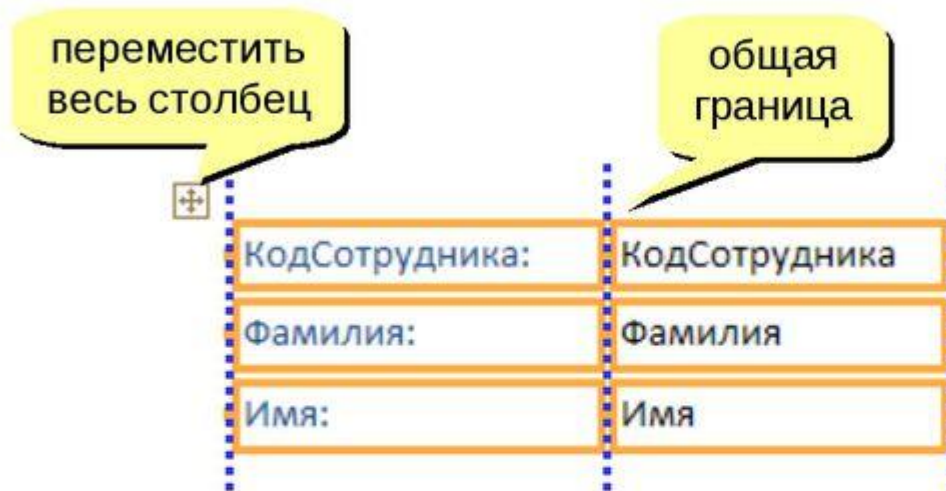 переместить
весь столбец
общая
граница
КодСотрудника: КодСотрудника
Фамилия: Фамилия
Имя: Имя